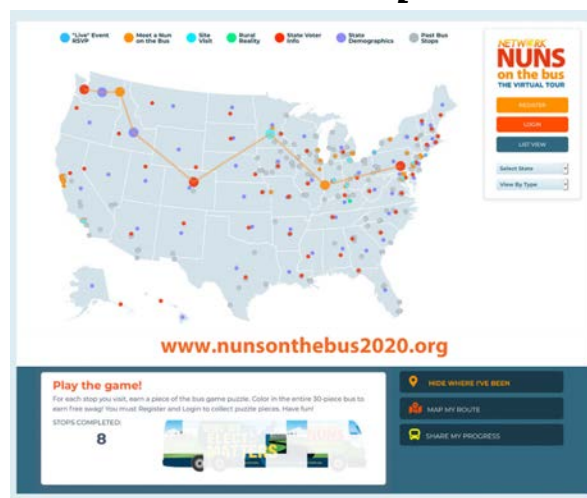 "Live" Event
RSVP
Meet a Nun
on the Bus
Site
Visit
Rural
Reality
State Voter
Info
State
Demographics
Past Bus
Stops
NETWORK
NUNS
on the bus
THE VIRTUAL TOUR
REGISTER
LOGIN
LIST VIEW
Select State
View By Type
www.nunsonthebus2020.org
Play the game!
For each stop you visit, earn a piece of the bus game puzzle. Color in the entire 30-piece bus to
earn free swag! You must Register and Login to collect puzzle pieces. Have fun!
STOPS COMPLETED:
8
ELECT
MATTERS
NUNS
HIDE WHERE I'VE BEEN
MAP MY ROUTE
SHARE MY PROGRESS